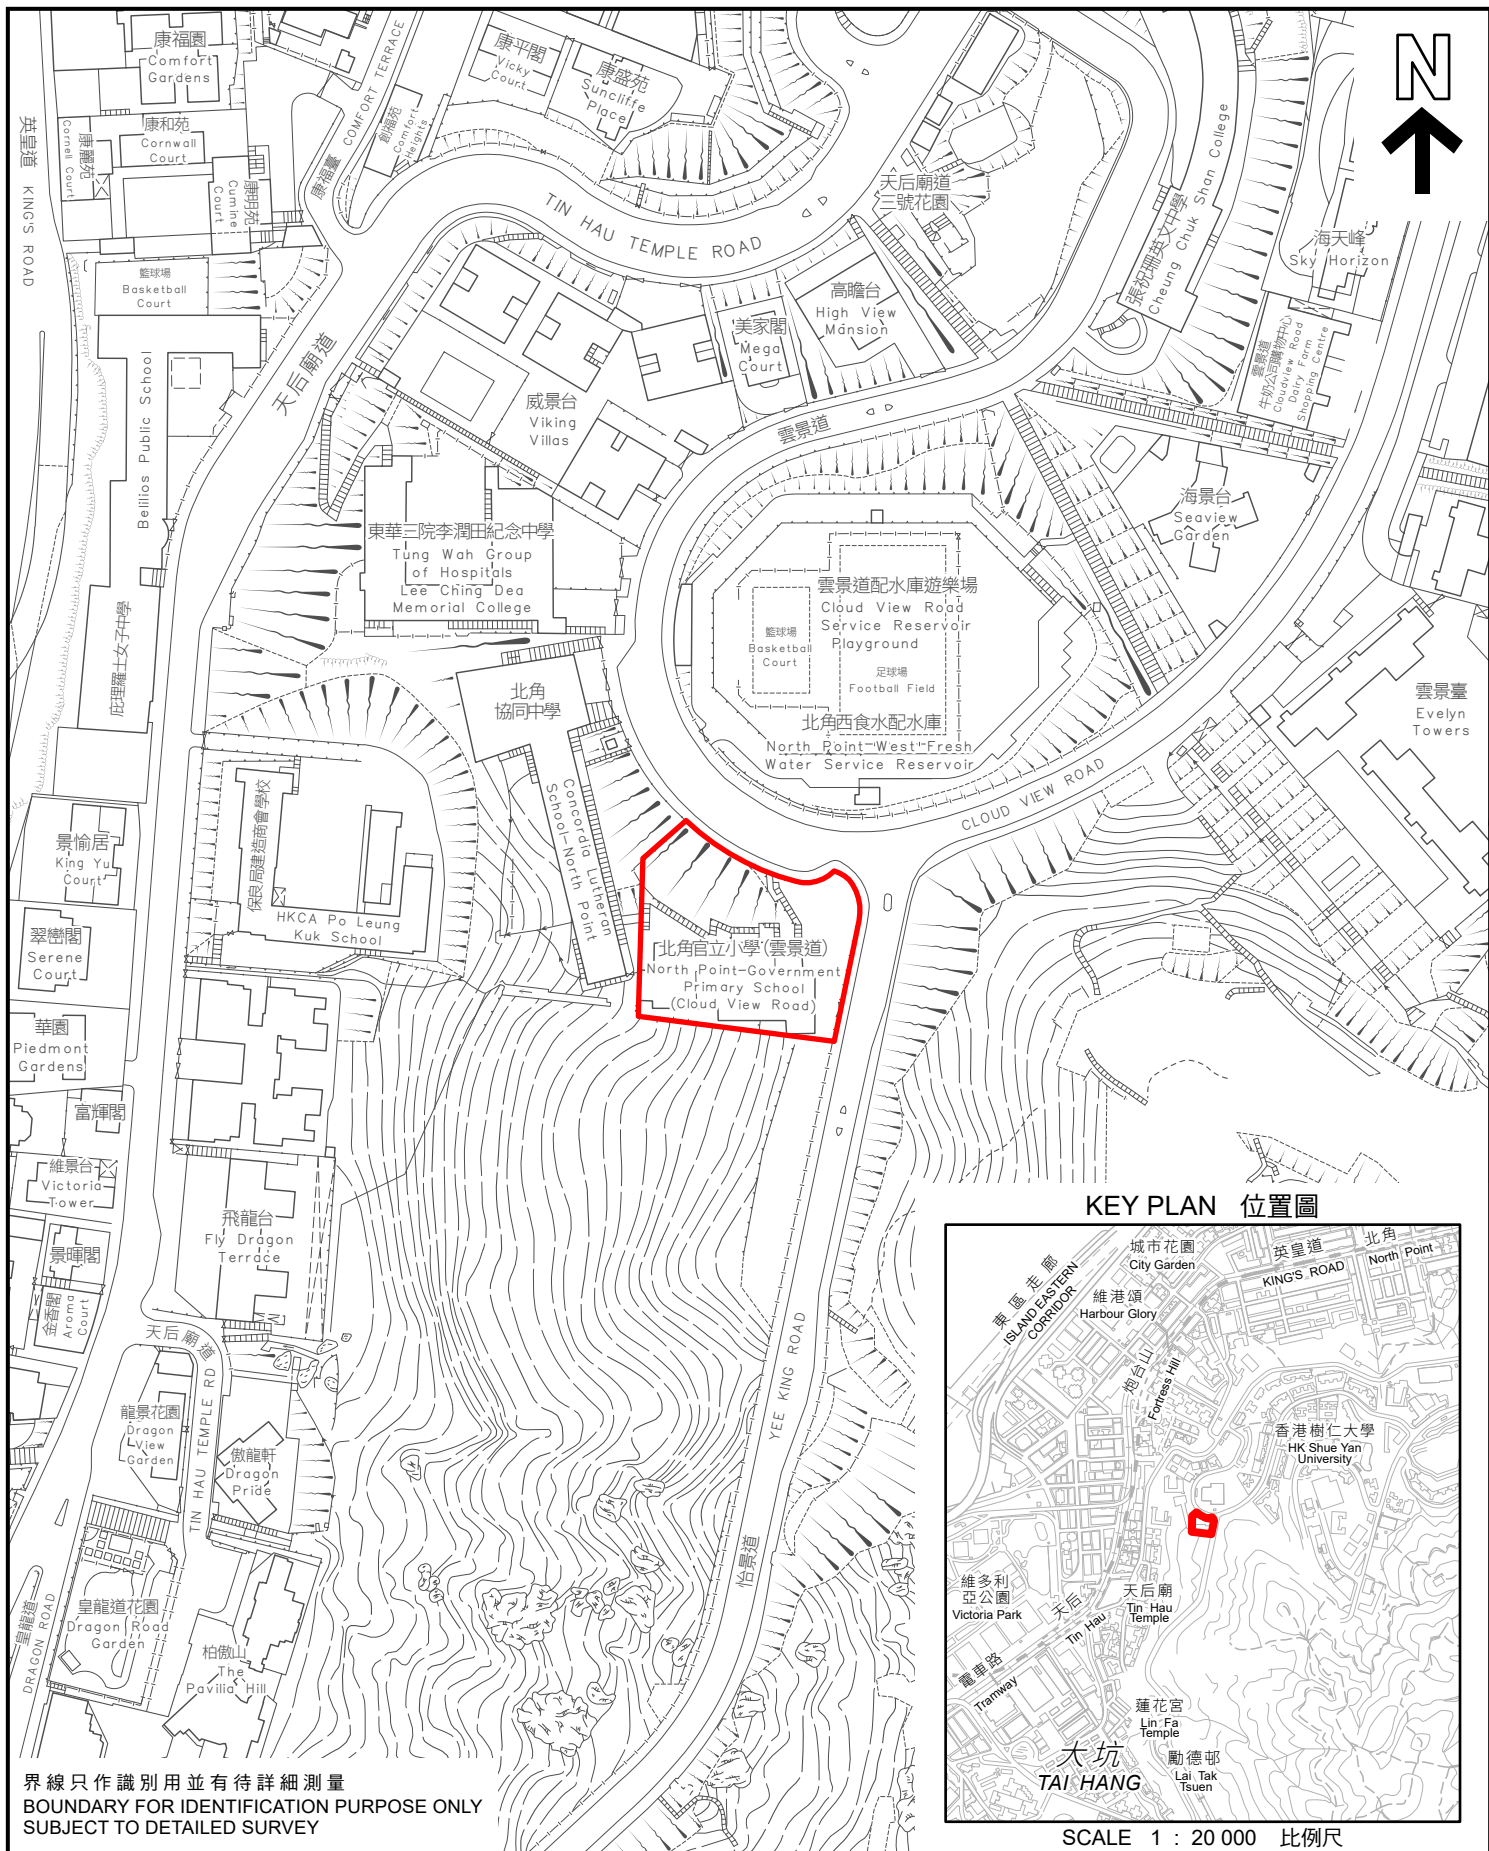 康福園
Comfort
Gardens
康和苑
Cornwall
Court
康麗苑
Cornell Court
康明苑
Cumine
Court
英皇道 KING'S ROAD
康福臺 COMFORT TERRACE
創福苑
Comfort
Heights
康平閣
Vicky
Court
康盛苑
Suncliffe
Place
N
TIN HAU TEMPLE ROAD
天后廟道
三號花園
張祝珊英文中學
Cheung Chuk Shan College
海天峰
Sky Horizon
籃球場
Basketball
Court
高瞻台
High View
Mansion
美家閣
Mega
Court
雲景道
牛奶公司購物中心
Cloudview Road
Dairy Farm
Shopping Centre
天后廟道
Belilios Public School
庇理羅士女子中學
威景台
Viking
Villas
雲景道
海景台
Seaview
Garden
東華三院李潤田紀念中學
Tung Wah Group
of Hospitals
Lee Ching Dea
Memorial College
雲景道配水庫遊樂場
Cloud View Road
Service Reservoir
Playground
籃球場
Basketball
Court
足球場
Football Field
北角西食水配水庫
North Point West Fresh
Water Service Reservoir
北角
協同中學
Concordia Lutheran
School-North Point
雲景臺
Evelyn
Towers
CLOUD VIEW ROAD
保良局建造商會學校
HKCA Po Leung
Kuk School
景愉居
King Yu
Court
翠巒閣
Serene
Court
北角官立小學(雲景道)
North Point-Government
Primary School
(Cloud View Road)
華園
Piedmont
Gardens
富輝閣
維景台
Victoria
Tower
飛龍台
Fly Dragon
Terrace
景暉閣
金香閣
Aroma
Court
天后廟道
TIN HAU TEMPLE RD
龍景花園
Dragon
View
Garden
傲龍軒
Dragon
Pride
YEE KING ROAD
怡景道
皇龍道
DRAGON ROAD
皇龍道花園
Dragon Road
Garden
柏傲山
The
Pavilia Hill
KEY PLAN 位置圖
東區走廊
ISLAND EASTERN
CORRIDOR
城市花園
City Garden
英皇道
KING'S ROAD
北角
North Point
維港頌
Harbour Glory
炮台山
Fortress Hill
香港樹仁大學
HK Shue Yan
University
維多利
亞公園
Victoria Park
天后
Tin Hau
天后廟
Tin Hau
Temple
電車路
Tramway
蓮花宮
Lin Fa
Temple
大坑
TAI HANG
勵德邨
Lai Tak
Tsuen
界線只作識別用並有待詳細測量
BOUNDARY FOR IDENTIFICATION PURPOSE ONLY
SUBJECT TO DETAILED SURVEY
SCALE 1 : 20 000 比例尺